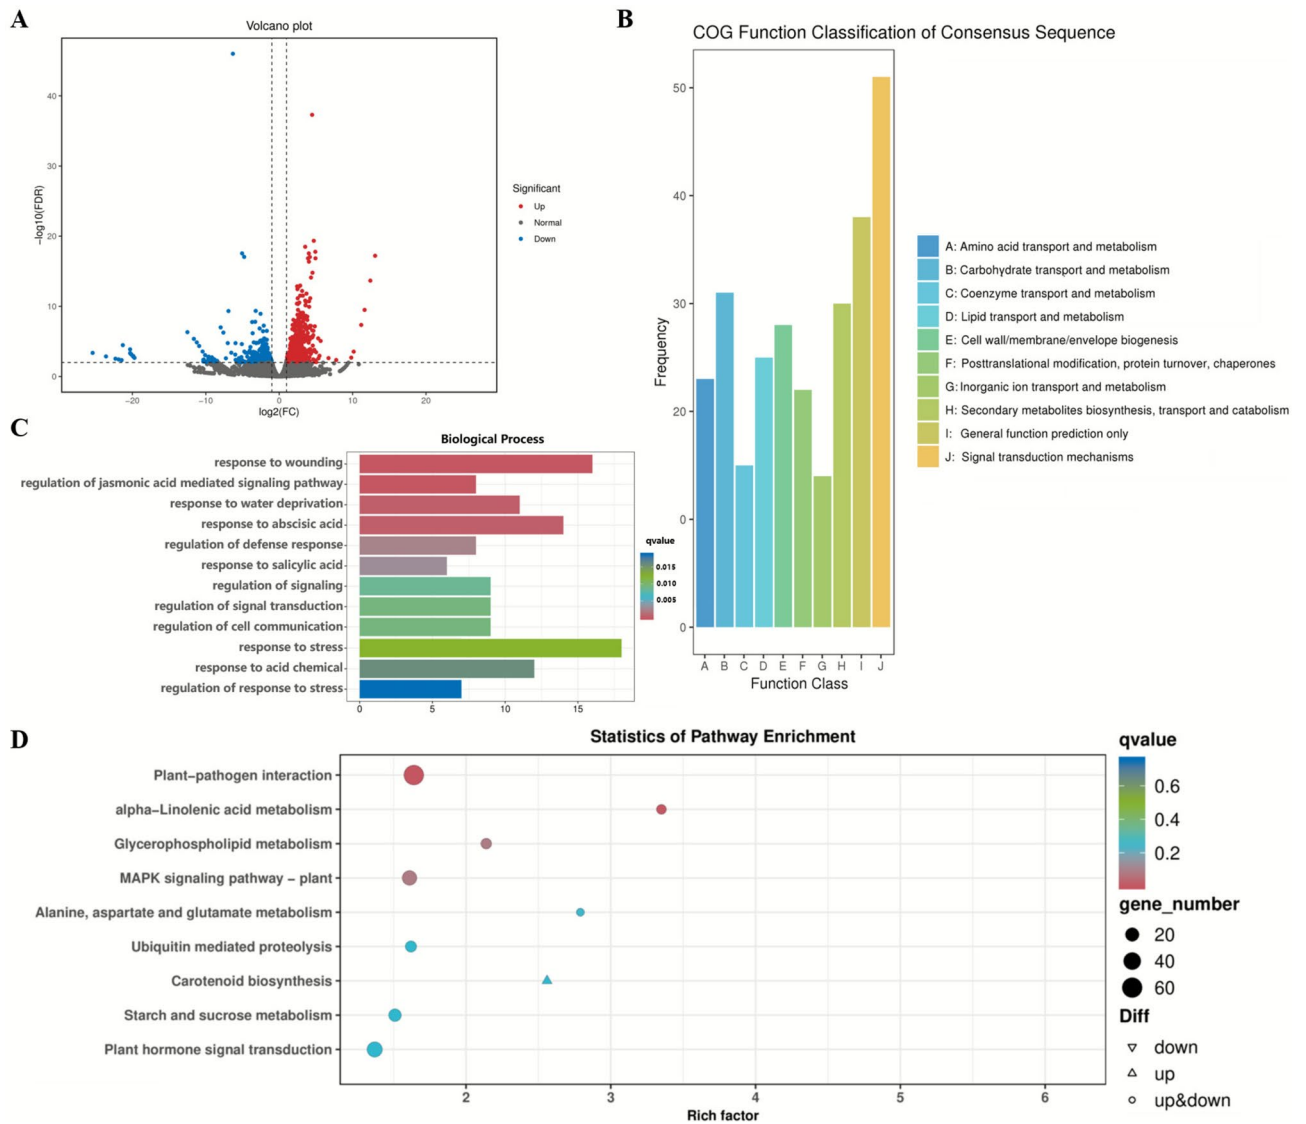 A
Volcano plot
40
30
20
10
0
−log10(FDR)
−20
−10
0
10
20
log2(FC)
Significant
Up
Normal
Down
B
COG Function Classification of Consensus Sequence
50
40
30
20
0
0
Frequency
A B C D E F G H I J
Function Class
A: Amino acid transport and metabolism
B: Carbohydrate transport and metabolism
C: Coenzyme transport and metabolism
D: Lipid transport and metabolism
E: Cell wall/membrane/envelope biogenesis
F: Posttranslational modification, protein turnover, chaperones
G: Inorganic ion transport and metabolism
H: Secondary metabolites biosynthesis, transport and catabolism
I: General function prediction only
J: Signal transduction mechanisms
C
Biological Process
response to wounding
regulation of jasmonic acid mediated signaling pathway
response to water deprivation
response to abscisic acid
regulation of defense response
response to salicylic acid
regulation of signaling
regulation of signal transduction
regulation of cell communication
response to stress
response to acid chemical
regulation of response to stress
0 5 10 15
qvalue
0.015
0.010
0.005
D
Statistics of Pathway Enrichment
Plant−pathogen interaction
alpha−Linolenic acid metabolism
Glycerophospholipid metabolism
MAPK signaling pathway − plant
Alanine, aspartate and glutamate metabolism
Ubiquitin mediated proteolysis
Carotenoid biosynthesis
Starch and sucrose metabolism
Plant hormone signal transduction
2 3 4 5 6
Rich factor
qvalue
0.6
0.4
0.2
gene_number
20
40
60
Diff
down
up
up&down